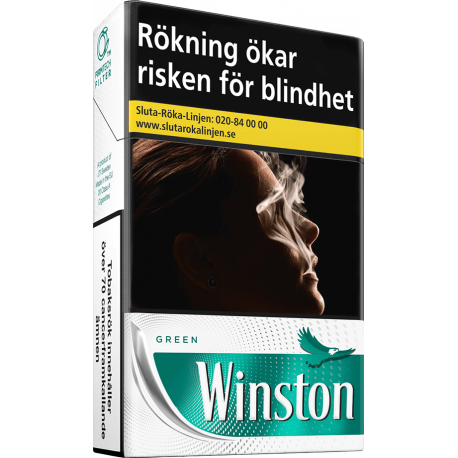 Rökning ökar
risken för blindhet
Sluta-Röka-Linjen: 020-84 00 00
www.slutarokalinjen.se
GREEN
Winston
FILTER
Tobaksrök innehåller
över 70 cancerframkallande
ämnen